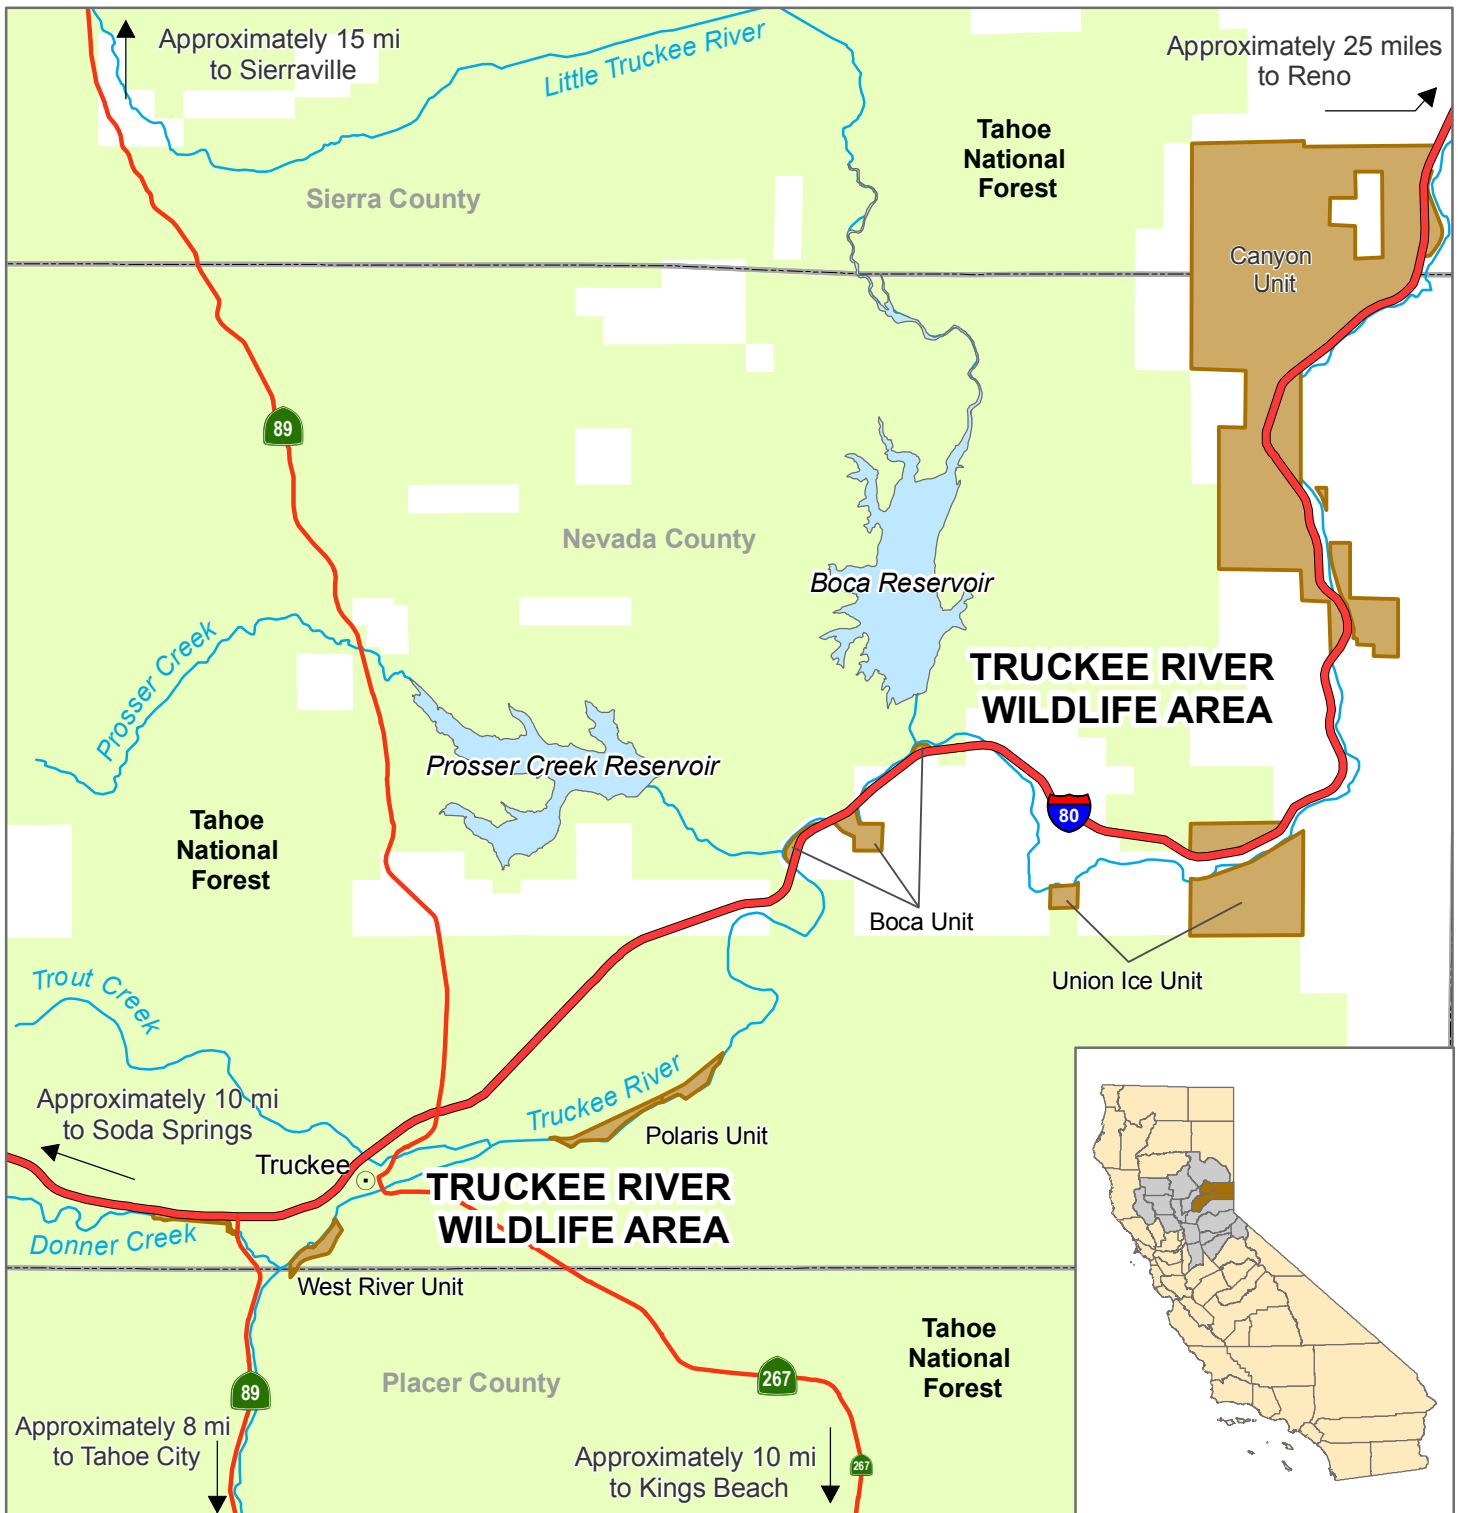 Approximately 15 mi
to Sierraville
Little Truckee River
Approximately 25 miles
to Reno
Tahoe
National
Forest
Sierra County
Canyon
Unit
89
Nevada County
Boca Reservoir
Prosser Creek
TRUCKEE RIVER
WILDLIFE AREA
Prosser Creek Reservoir
80
Tahoe
National
Forest
Boca Unit
Union Ice Unit
Trout Creek
Truckee River
Approximately 10 mi
to Soda Springs
Polaris Unit
Truckee
TRUCKEE RIVER
WILDLIFE AREA
Donner Creek
West River Unit
Tahoe
National
Forest
Placer County
267
89
Approximately 8 mi
to Tahoe City
Approximately 10 mi
to Kings Beach
267